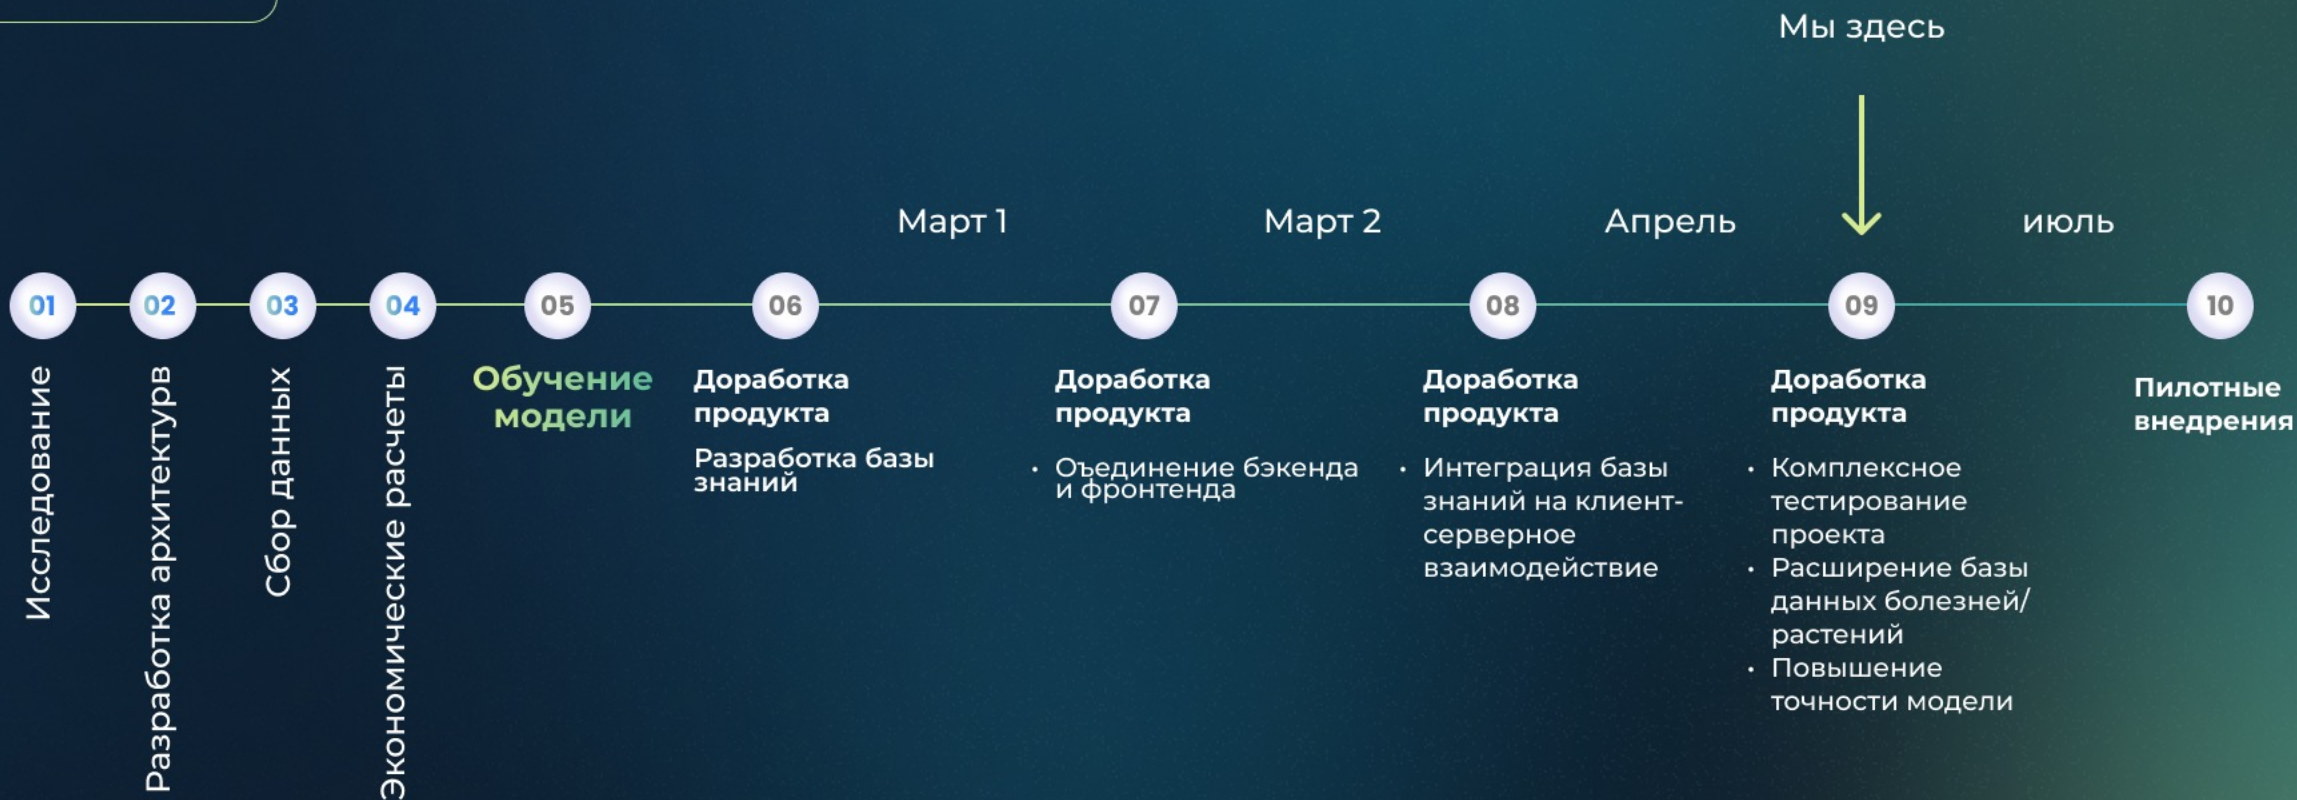 Мы здесь
Март 1
Март 2
Апрель
июль
01
02
03
04
05
06
07
08
09
10
Исследование
Разработка архитектурв
Сбор данных
Экономические расчеты
Обучение
модели
Доработка
продукта
Разработка базы
знаний
Доработка
продукта
• Оъединение бэкенда
и фронтенда
Доработка
продукта
• Интеграция базы
знаний на клиент-
серверное
взаимодействие
Доработка
продукта
• Комплексное
тестирование
проекта
• Расширение базы
данных болезней/
растений
• Повышение
точности модели
Пилотные
внедрения